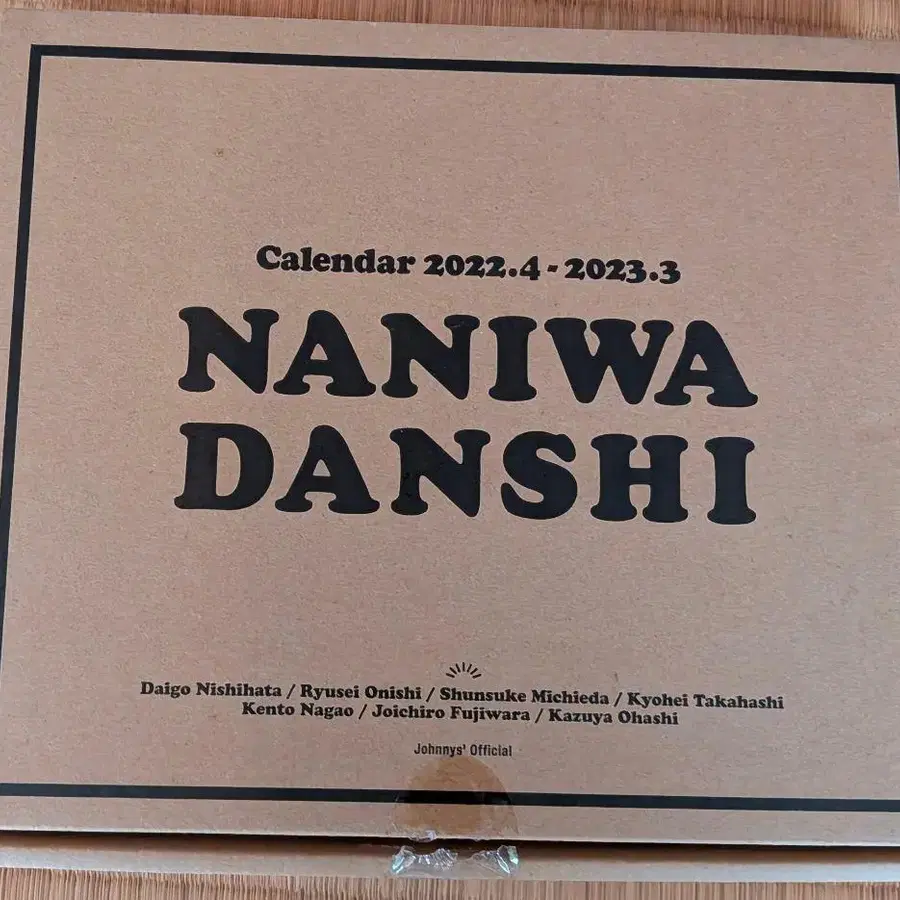 Calendar 2022.4-2023.3
NANIWA
DANSHI
Daigo Nishihata / Ryusei Onishi / Shunsuke Michieda / Kyohei Takahashi
Kento Nagao / Joichiro Fujiwara / Kazuya Ohashi
Johnnys' Official